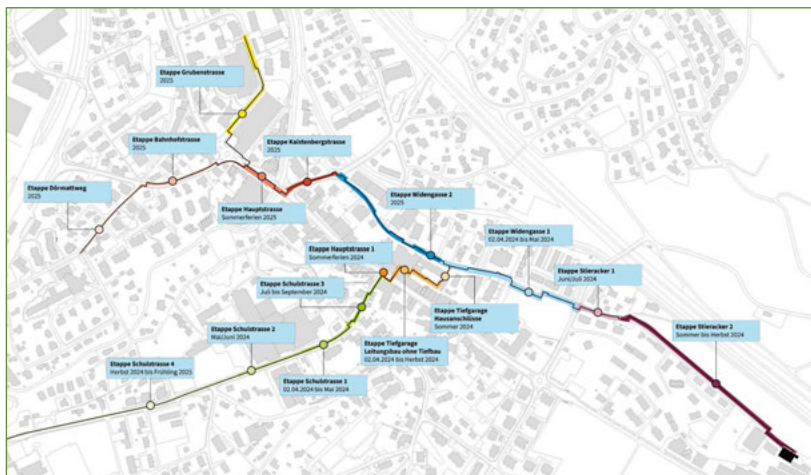 Etappe Grubenstrasse
2025
Etappe Bahnhofstrasse
2025
Etappe Kaistenbergstrasse
2025
Etappe Dörmattweg
2025
Etappe Hauptstrasse
Sommerferien 2025
Etappe Widengasse 2
2025
Etappe Widengasse 1
02.04.2024 bis Mai 2024
Etappe Hauptstrasse 1
Sommerferien 2024
Etappe Stieracker 1
Juni/Juli 2024
Etappe Schulstrasse 3
Juli bis September 2024
Etappe Tiefgarage
Hausanschlüsse
Sommer 2024
Etappe Stieracker 2
Sommer bis Herbst 2024
Etappe Schulstrasse 2
Mai/Juni 2024
Etappe Tiefgarage
Leitungsbau ohne Tiefbau
02.04.2024 bis Herbst 2024
Etappe Schulstrasse 4
Herbst 2024 bis Frühling 2025
Etappe Schulstrasse 1
02.04.2024 bis Mai 2024